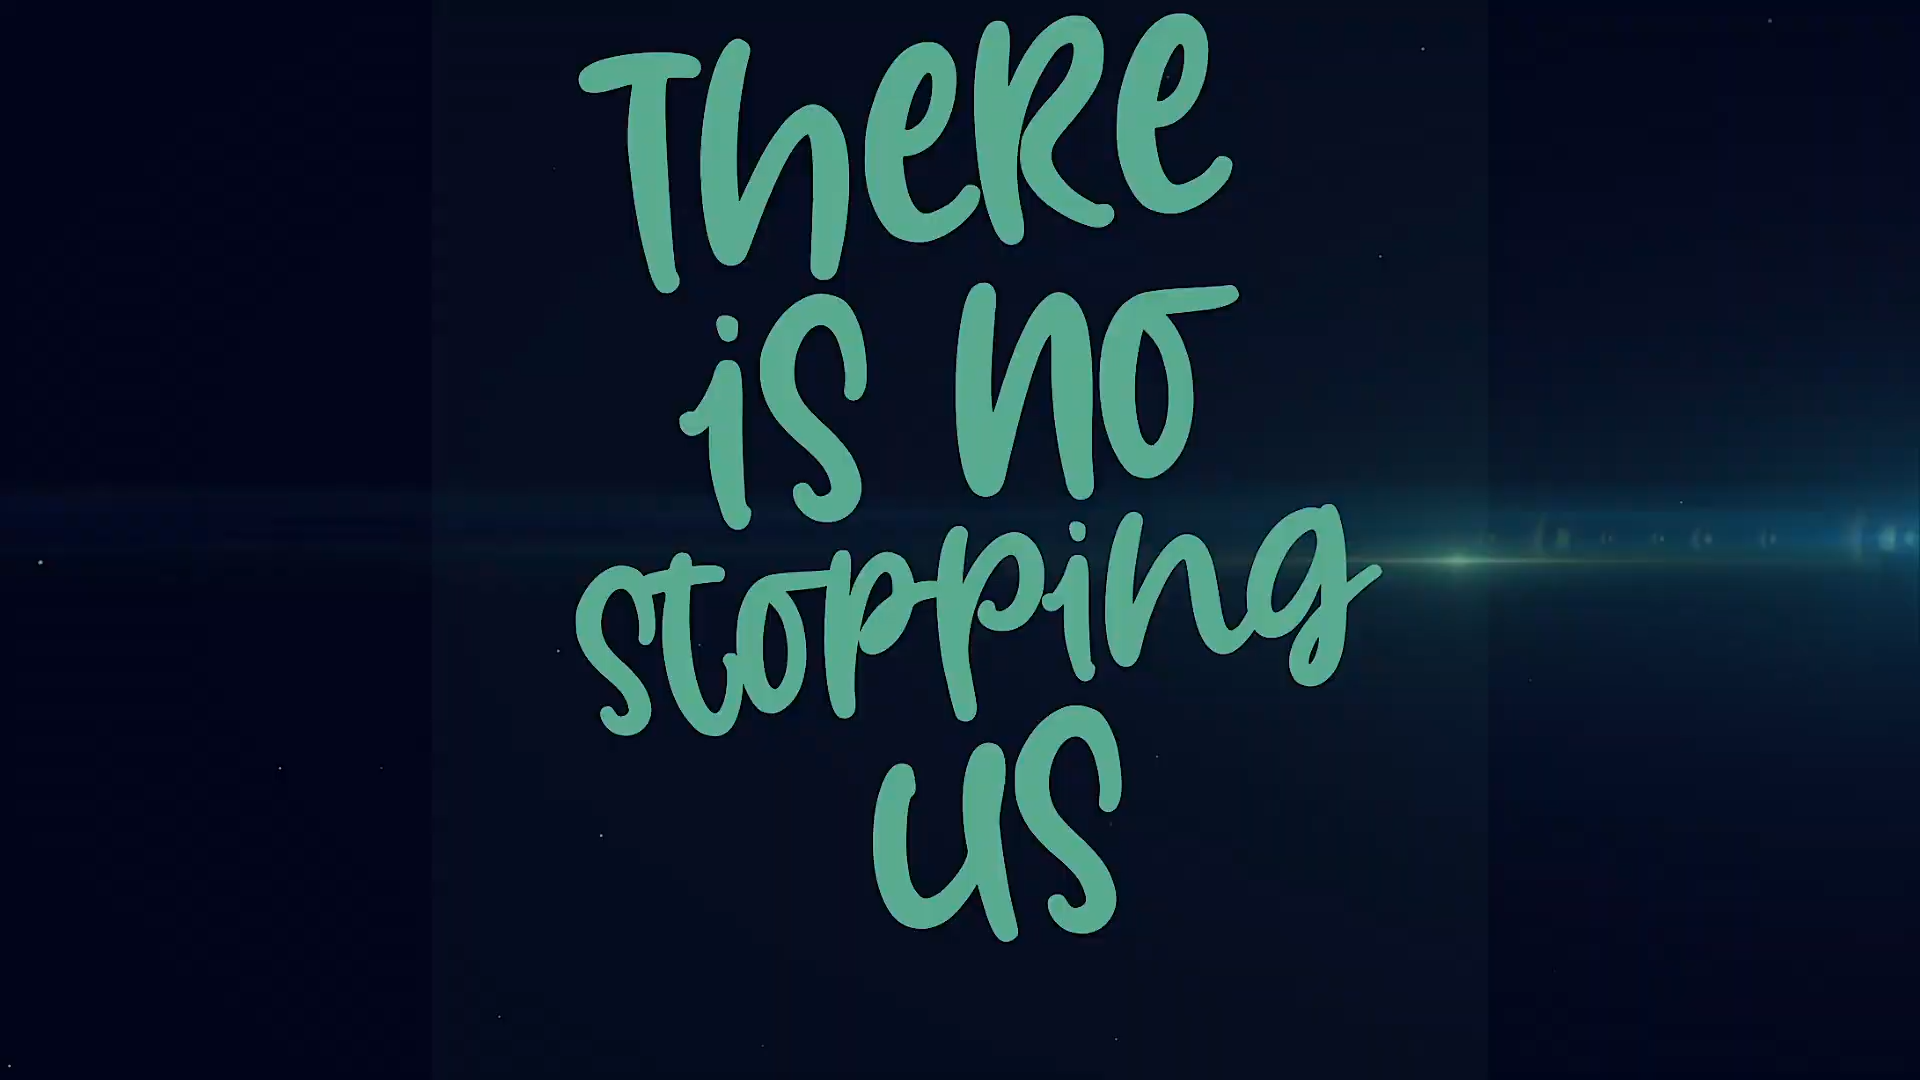 There
is no
stopping
us